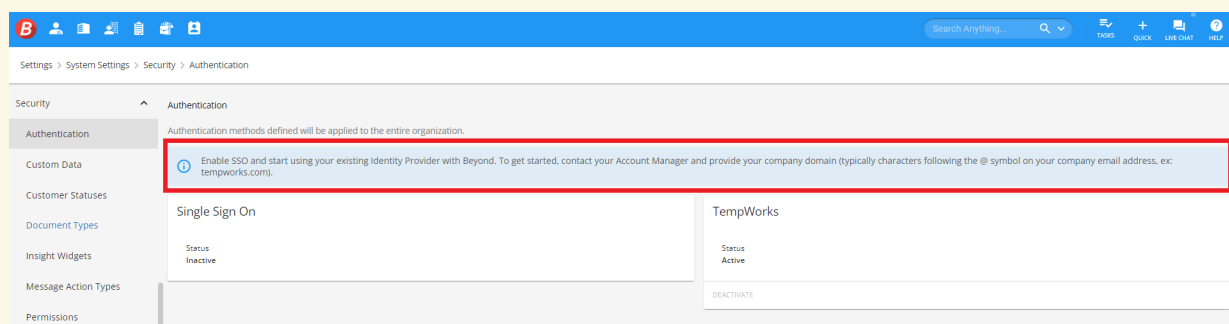 B
Search Anything...
TASKS
QUICK
LIVE CHAT
HELP
Settings > System Settings > Security > Authentication
Security
Authentication
Custom Data
Customer Statuses
Document Types
Insight Widgets
Message Action Types
Permissions
Authentication
Authentication methods defined will be applied to the entire organization.
Enable SSO and start using your existing Identity Provider with Beyond. To get started, contact your Account Manager and provide your company domain (typically characters following the @ symbol on your company email address, ex:
tempworks.com).
Single Sign On
Status
Inactive
TempWorks
Status
Active
DEACTIVATE